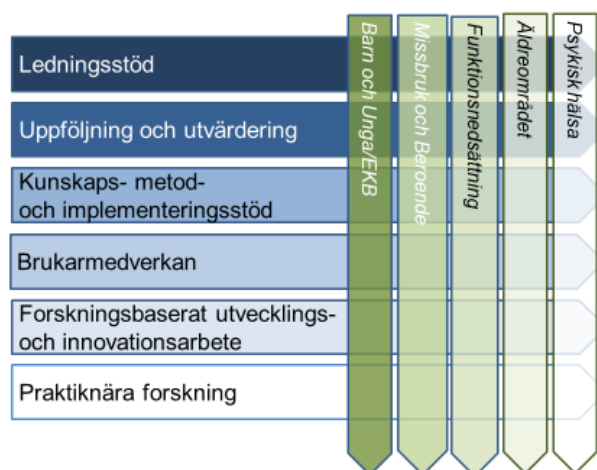 Ledningsstöd
Uppföljning och utvärdering
Kunskaps- metod-
och implementeringsstöd
Brukarmedverkan
Forskningsbaserat utvecklings-
och innovationsarbete
Praktiknära forskning
Barn och Unga/EKB
Missbruk och Beroende
Funktionsnedsättning
Äldreområdet
Psykisk hälsa